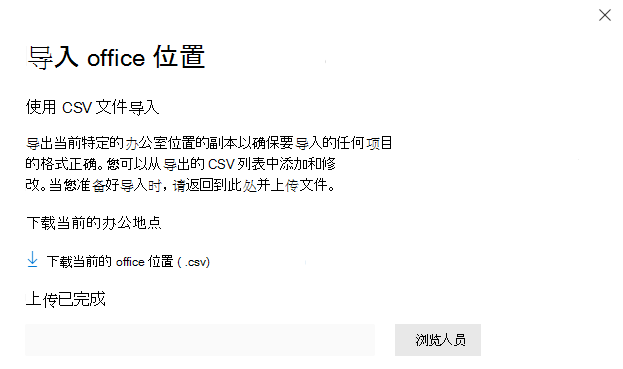 导入 office 位置
使用 CSV 文件导入
导出当前特定的办公室位置的副本以确保要导入的任何项目
的格式正确。您可以从导出的 CSV 列表中添加和修
改。当您准备好导入时，请返回到此处并上传文件。
下载当前的办公地点
下载当前的 office 位置 ( .csv)
上传已完成
浏览人员